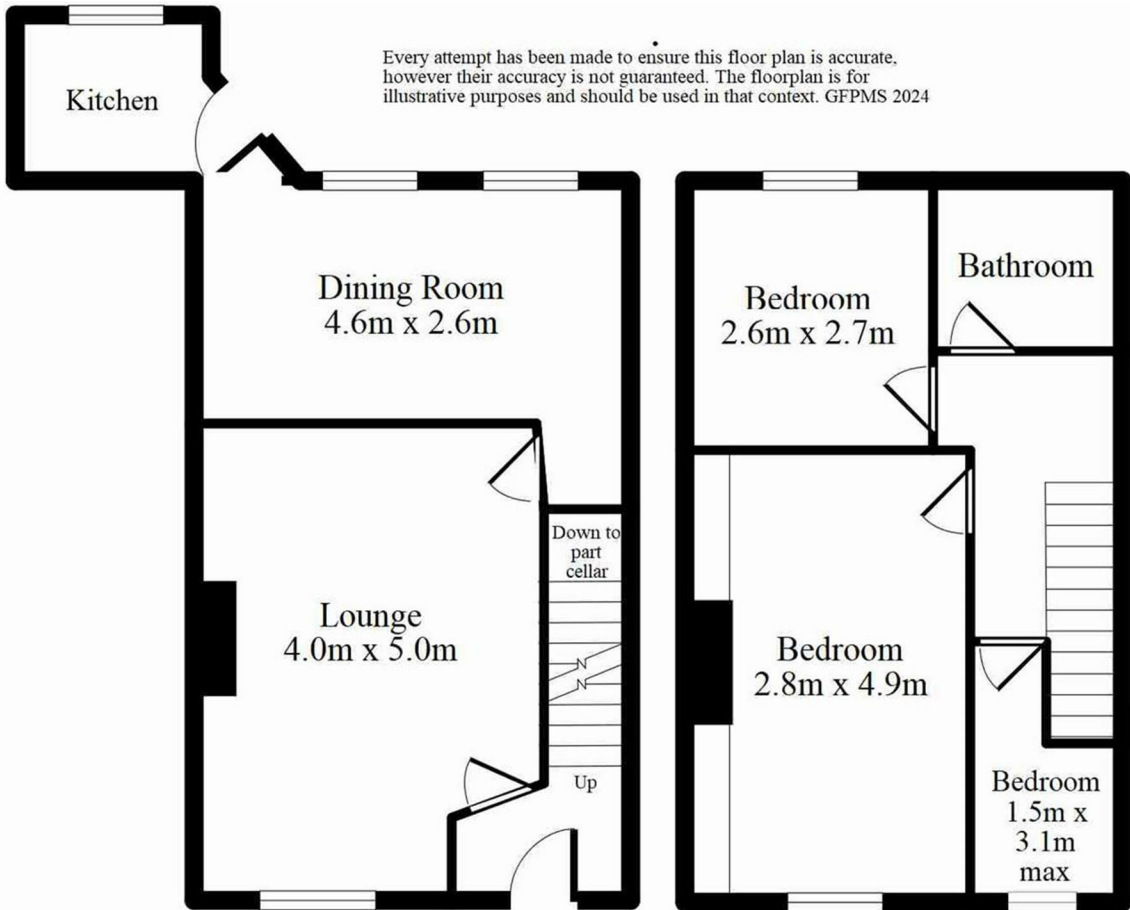 Every attempt has been made to ensure this floor plan is accurate,
however their accuracy is not guaranteed. The floorplan is for
illustrative purposes and should be used in that context. GFPMS 2024
Kitchen
Dining Room
4.6m x 2.6m
Lounge
4.0m x 5.0m
Down to
part
cellar
N
N
Up
Bedroom
2.6m x 2.7m
Bathroom
Bedroom
2.8m x 4.9m
Bedroom
1.5m x
3.1m
max